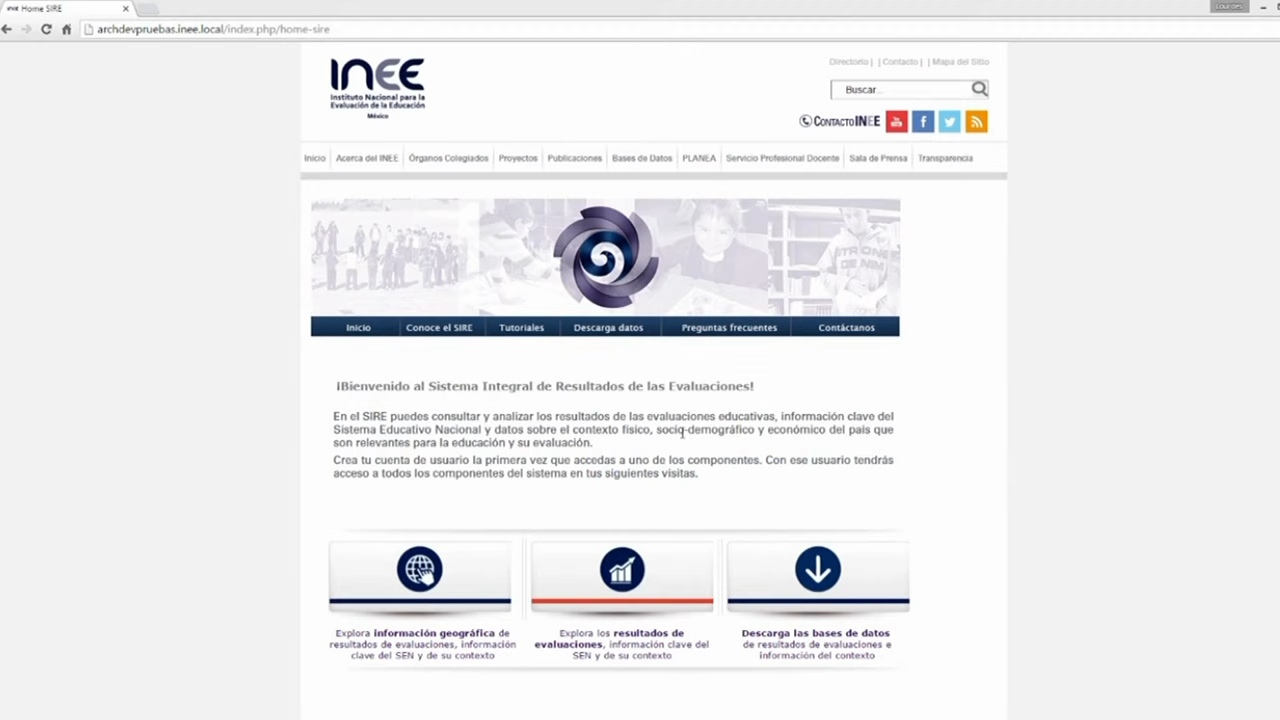 Home SIRE
Lourdes
archdevpruebas.inee.local/index.php/home-sire
INEE
Instituto Nacional para la
Evaluación de la Educación
México
Directorio | | Contacto | | Mapa del Sitio
Buscar...
CONTACTO INEE
Inicio Acerca del INEE Órganos Colegiados Proyectos Publicaciones Bases de Datos PLANEA Servicio Profesional Docente Sala de Prensa Transparencia
Inicio Conoce el SIRE Tutoriales Descarga datos Preguntas frecuentes Contáctanos
¡Bienvenido al Sistema Integral de Resultados de las Evaluaciones!
En el SIRE puedes consultar y analizar los resultados de las evaluaciones educativas, información clave del
Sistema Educativo Nacional y datos sobre el contexto físico, socio-demográfico y económico del país que
son relevantes para la educación y su evaluación.
Crea tu cuenta de usuario la primera vez que accedas a uno de los componentes. Con ese usuario tendrás
acceso a todos los componentes del sistema en tus siguientes visitas.
Explora información geográfica de
resultados de evaluaciones, información
clave del SEN y de su contexto
Explora los resultados de
evaluaciones, información clave del
SEN y de su contexto
Descarga las bases de datos
de resultados de evaluaciones e
información del contexto